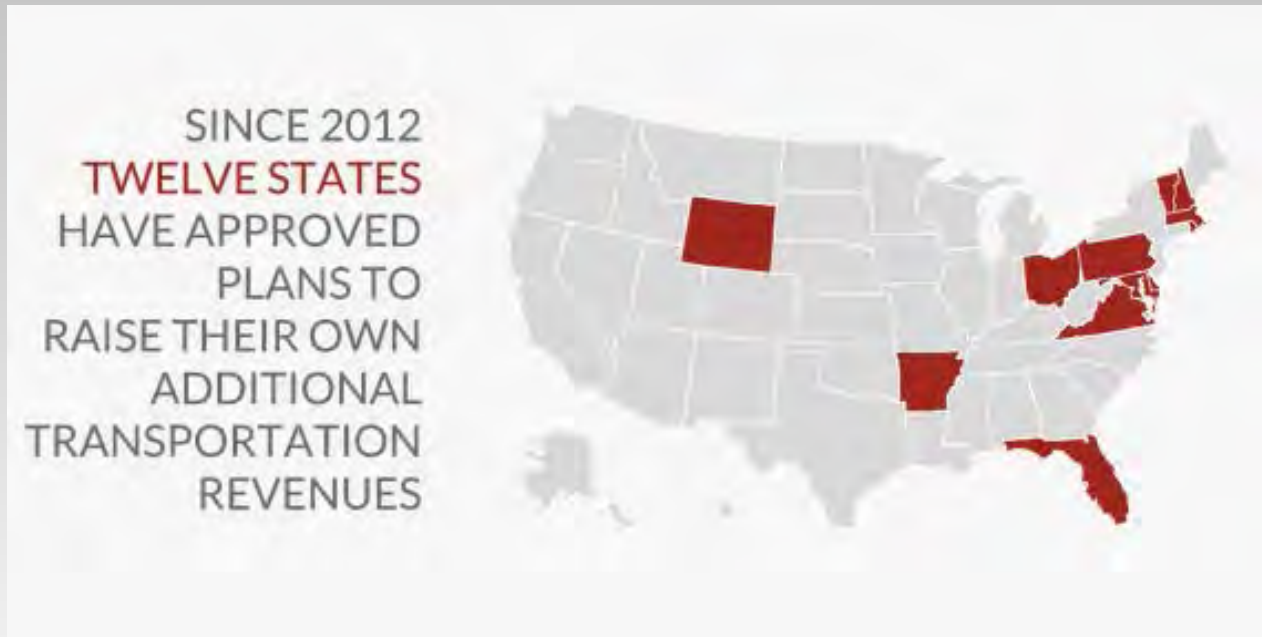 SINCE 2012
TWELVE STATES
HAVE APPROVED
PLANS TO
RAISE THEIR OWN
ADDITIONAL
TRANSPORTATION
REVENUES